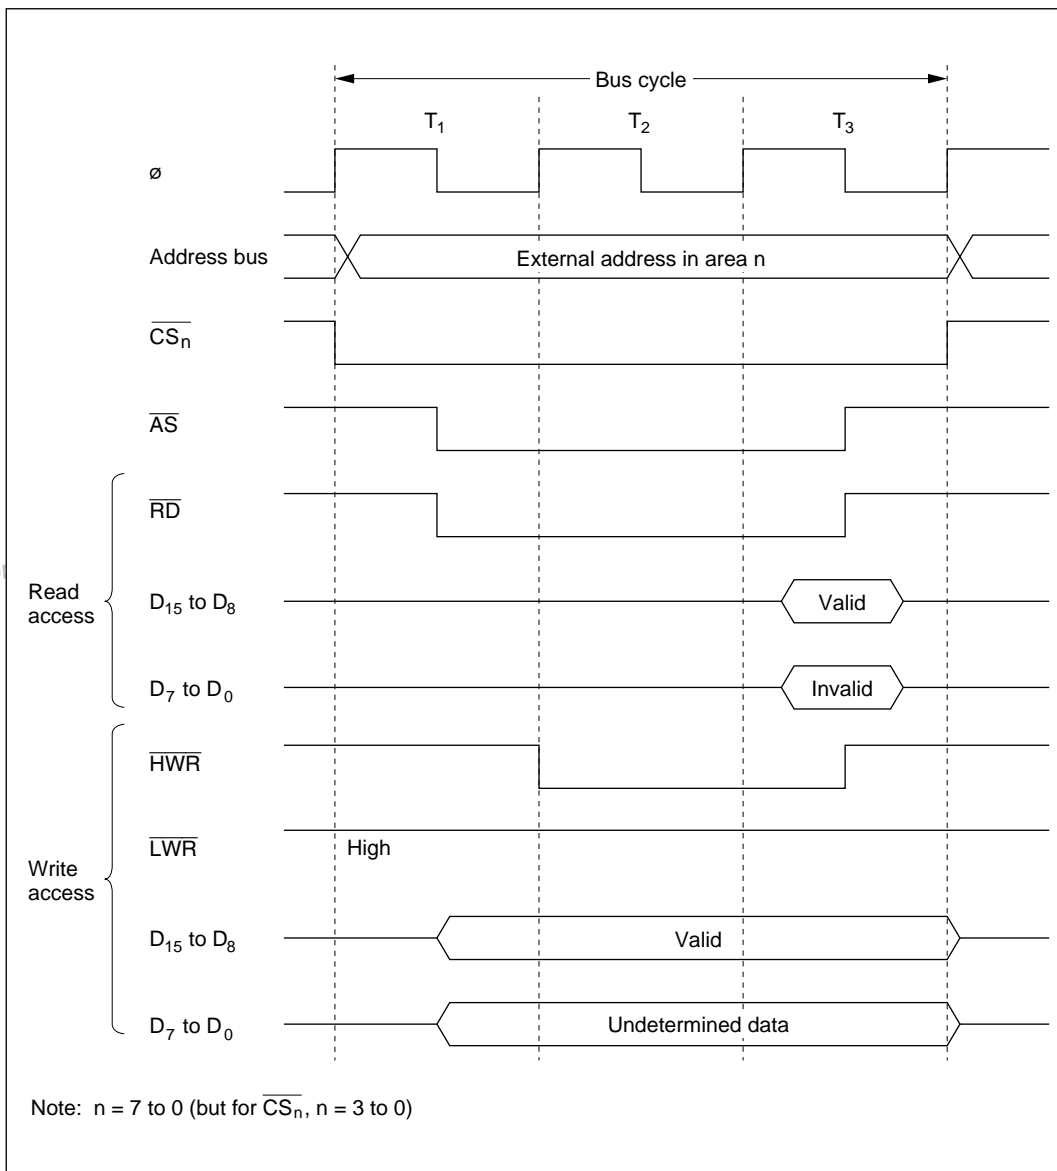 Bus cycle
T1 T2 T3
ø
Address bus External address in area n
CSn
AS
RD
Read access
D15 to D8 Valid
D7 to D0 Invalid
HWR
LWR High
Write access
D15 to D8 Valid
D7 to D0 Undetermined data
Note: n = 7 to 0 (but for CSn, n = 3 to 0)